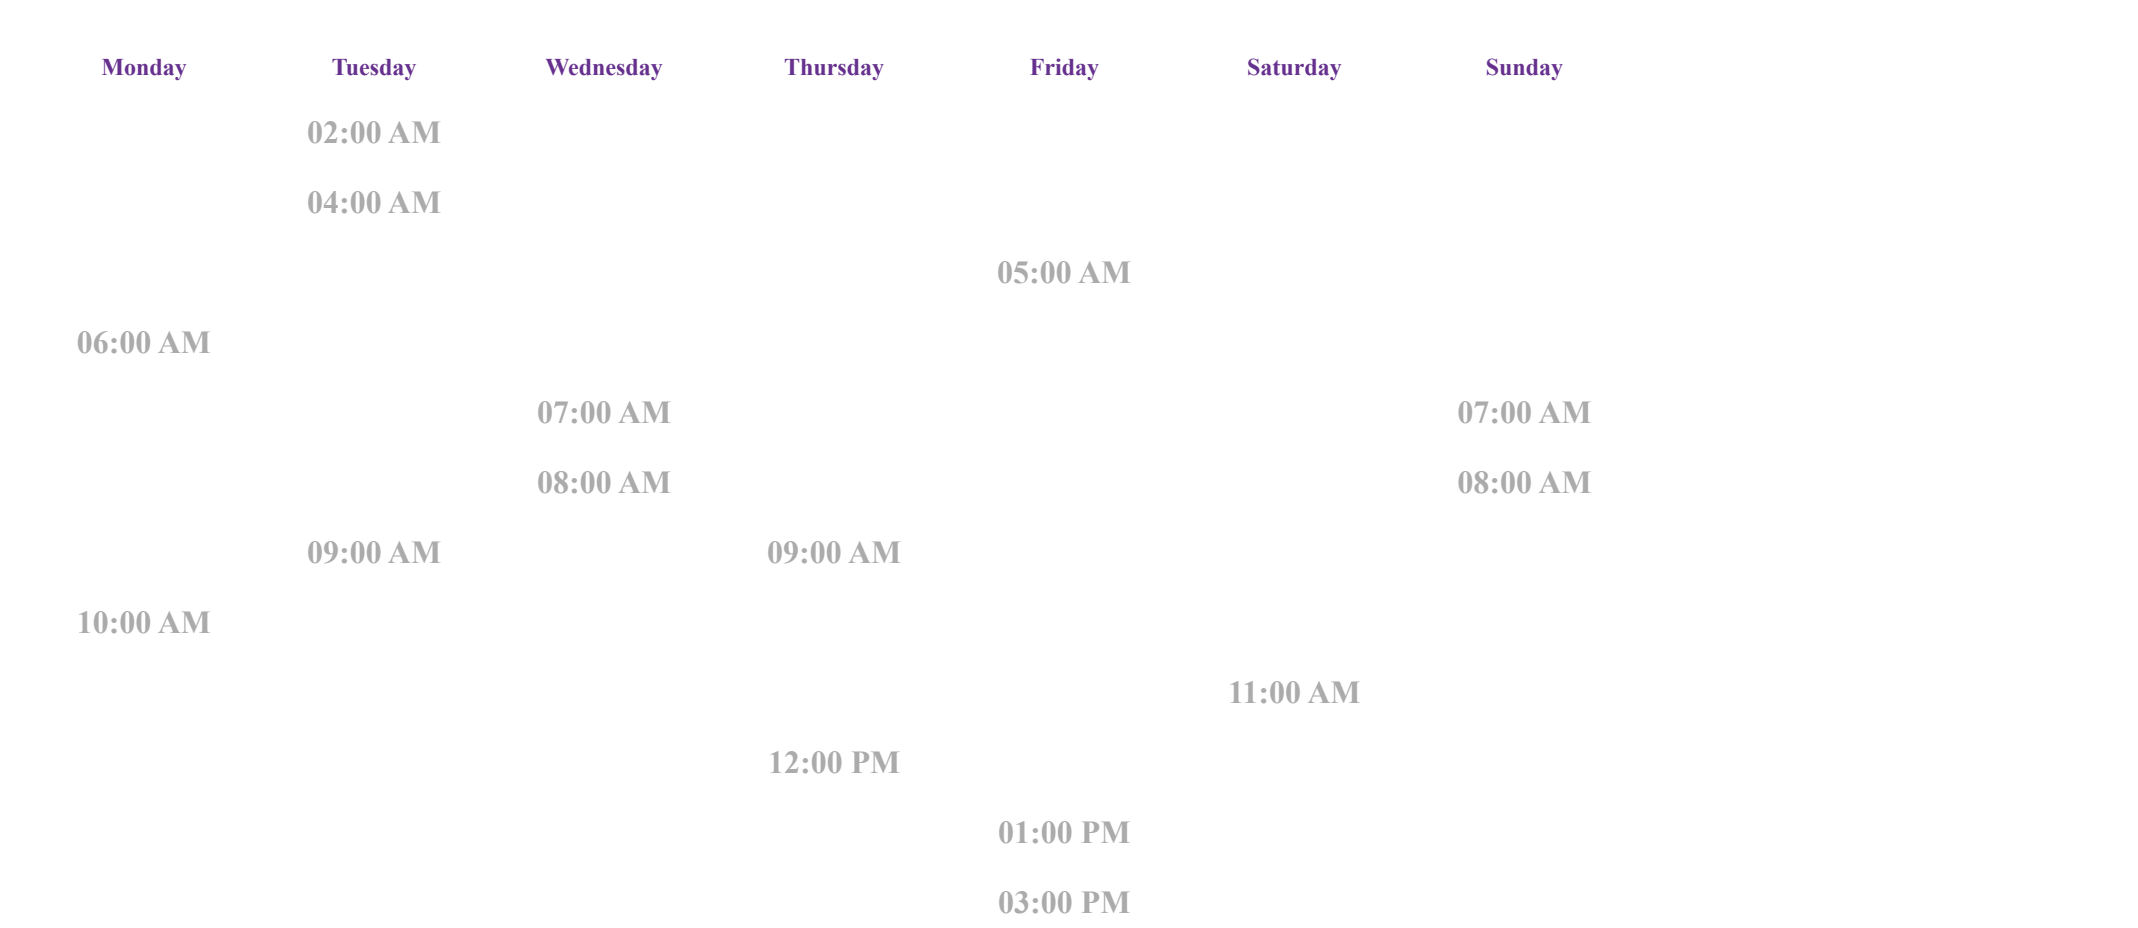 Monday Tuesday Wednesday Thursday Friday Saturday Sunday
02:00 AM
04:00 AM
05:00 AM
06:00 AM
07:00 AM 07:00 AM
08:00 AM 08:00 AM
09:00 AM 09:00 AM
10:00 AM
11:00 AM
12:00 PM
01:00 PM
03:00 PM